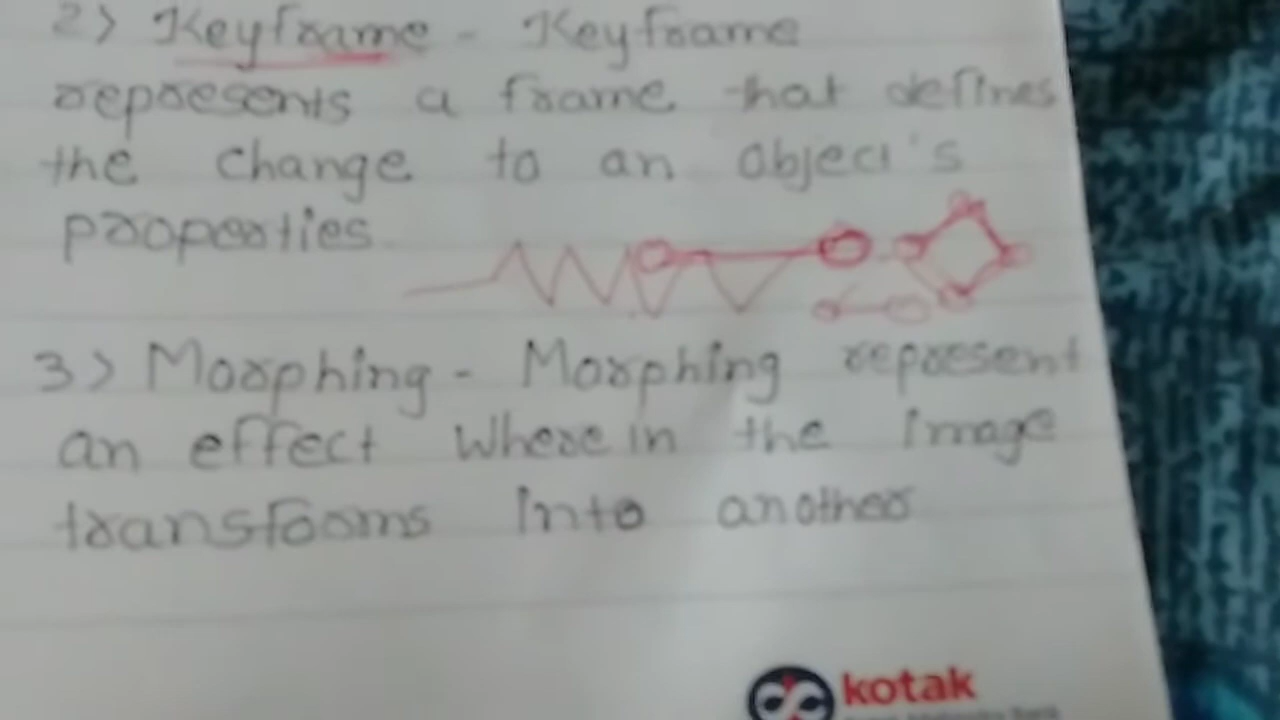 2> Keyframe - Keyframe
represents a frame that defines
the change to an object's
properties.
3> Morphing - Morphing represent
an effect where in the image
transforms into another
kotak